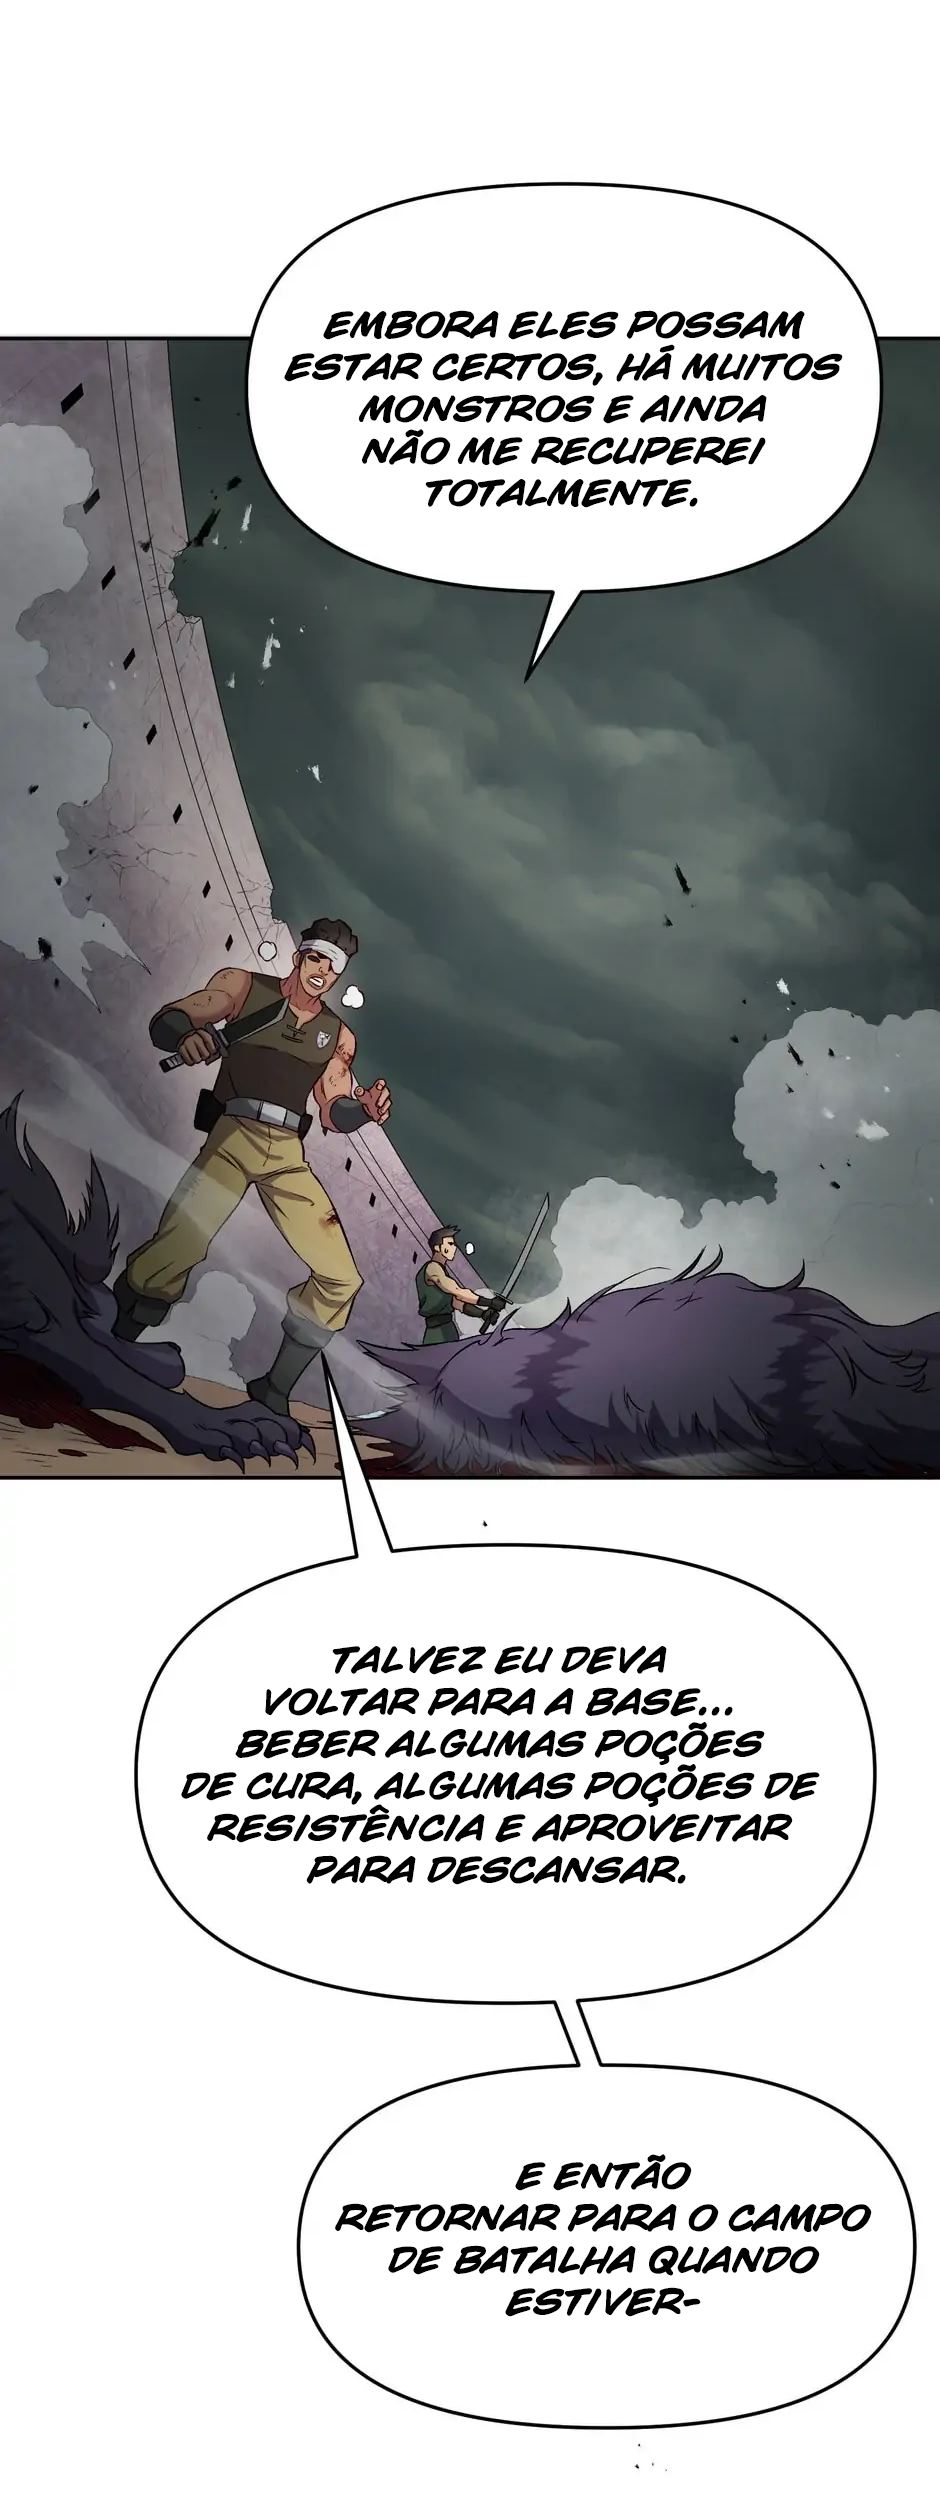 EMBORA ELES POSSAM
ESTAR CERTOS, HÁ MUITOS
MONSTROS E AINDA
NÃO ME RECUPEREI
TOTALMENTE.
TALVEZ EU DEVA
VOLTAR PARA A BASE...
BEBER ALGUMAS POÇÕES
DE CURA, ALGUMAS POÇÕES DE
RESISTÊNCIA E APROVEITAR
PARA DESCANSAR.
E ENTÃO
RETORNAR PARA O CAMPO
DE BATALHA QUANDO
ESTIVER-